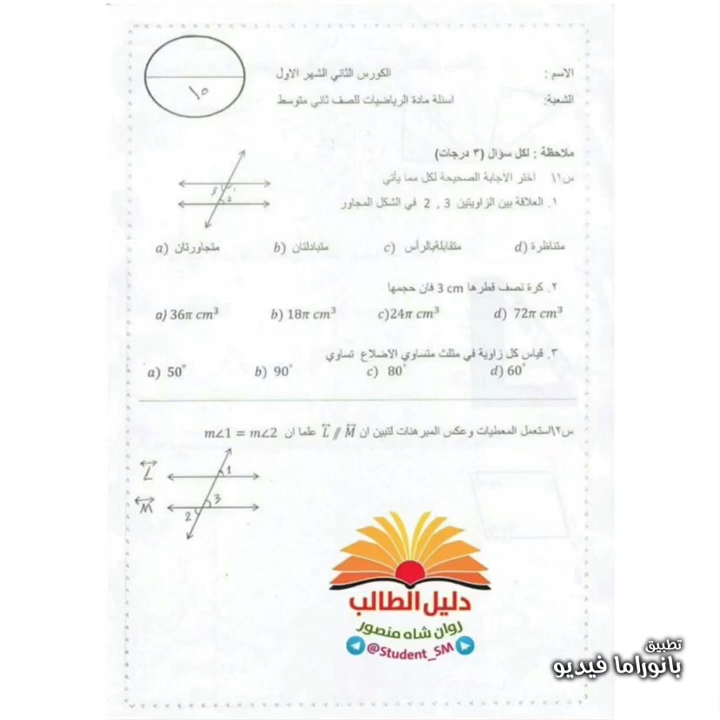 الاسم :
الكورس الثاني الشهر الاول
الشعبة:
اسئلة مادة الرياضيات للصف ثاني متوسط
١٥
ملاحظة : لكل سؤال (٣ درجات)
س١\ اختر الاجابة الصحيحة لكل مما يأتي
١. العلاقة بين الزاويتين 3 , 2 في الشكل المجاور
3 1
2
a) متجاورتان b) متبادلتان c) متقابلةبالرأس d) متناظرة
٢. كرة نصف قطرها 3 cm فان حجمها
a) 36π cm³ b) 18π cm³ c)24π cm³ d) 72π cm³
٣. قياس كل زاوية في مثلث متساوي الاضلاع تساوي
a) 50° b) 90° c) 80° d) 60°
س٢\استعمل المعطيات وعكس المبرهنات لتبين ان L // M علما ان m∠1 = m∠2
L 1
M 3
2
دليل الطالب
روان شاه منصور
@Student_SM
تطبيق
بانوراما فيديو